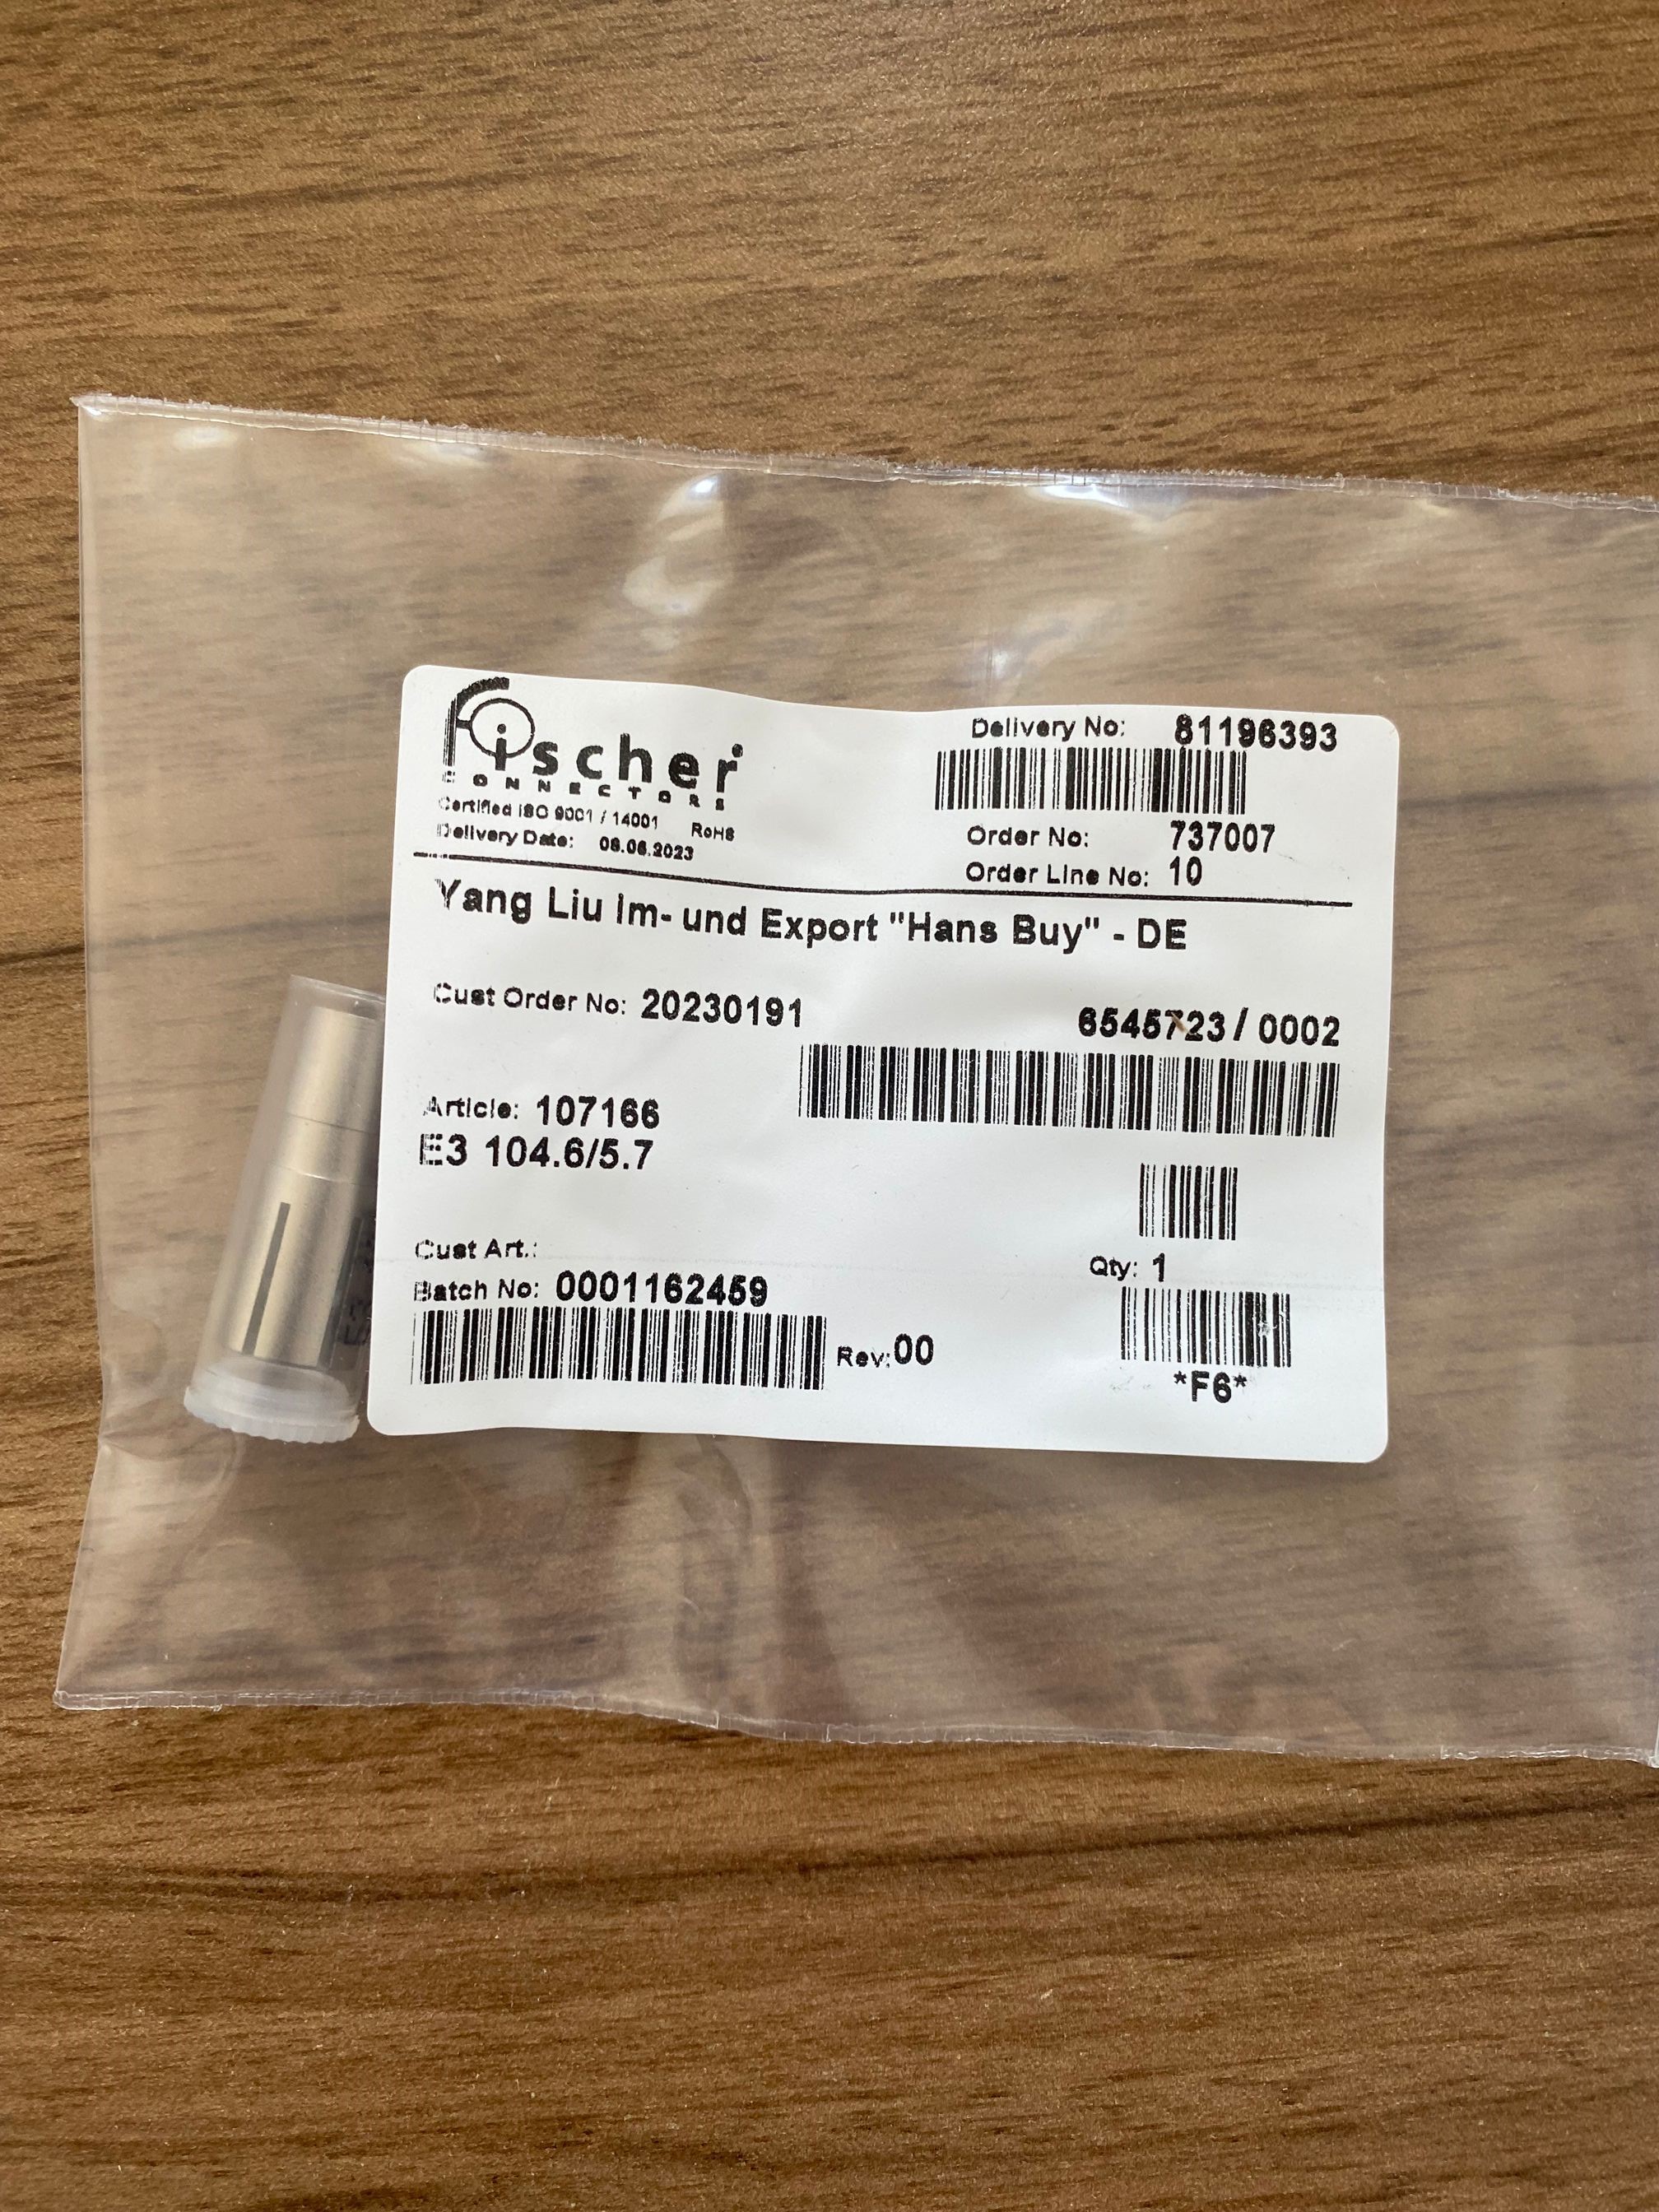 Fischer
CONNECTORS
Certified ISO 9001 / 14001 RoHS
Delivery Date: 08.06.2023
Delivery No: 81196393
Order No: 737007
Order Line No: 10
Yang Liu Im- und Export "Hans Buy" - DE
Cust Order No: 20230191
6545723 / 0002
Article: 107166
E3 104.6/5.7
Cust Art.:
Qty: 1
Batch No: 0001162459
Rev: 00
*F6*